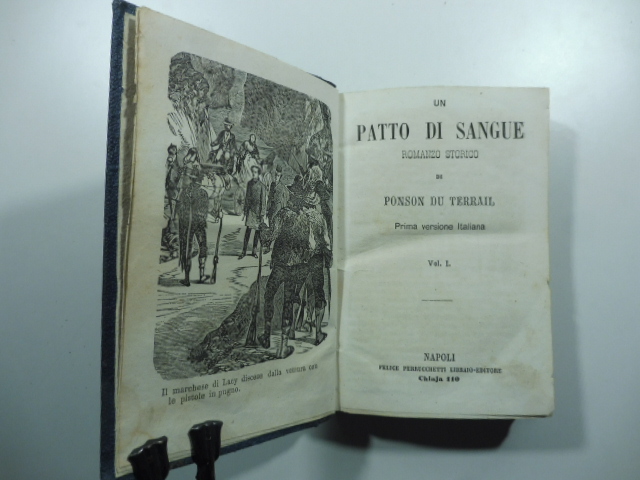 Il marchese di Lacy discese dalla vettura con
le pistole in pugno.
UN
PATTO DI SANGUE
ROMANZO STORICO
DI
PONSON DU TERRAIL
Prima versione Italiana
Vol. I.
NAPOLI
FELICE PERRUCCHETTI LIBRAIO-EDITORE
Chiaja 110